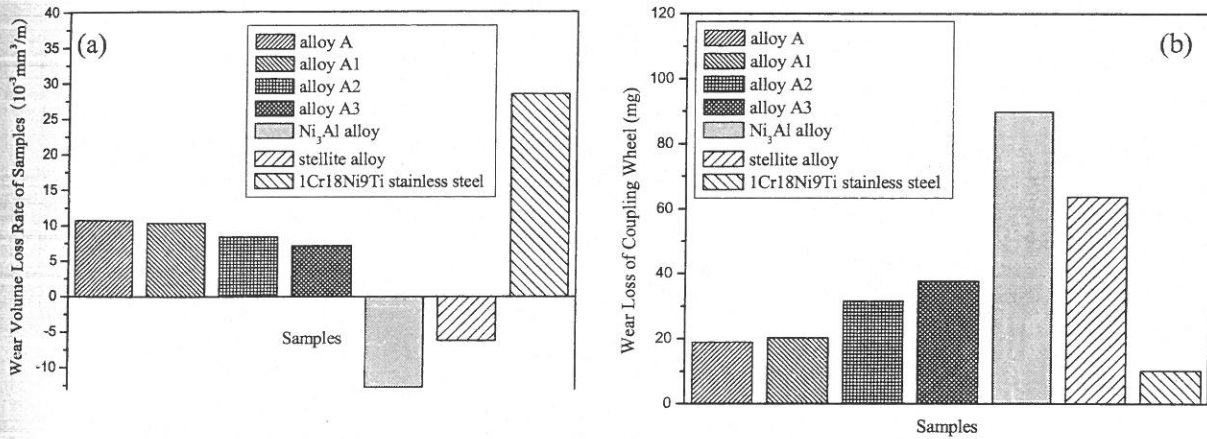 Wear Volume Loss Rate of Samples (10⁻³mm³/m)
40
35
30
25
20
15
10
5
0
-5
-10
(a)
alloy A
alloy A1
alloy A2
alloy A3
Ni₃Al alloy
stellite alloy
1Cr18Ni9Ti stainless steel
Samples
Wear Loss of Coupling Wheel (mg)
120
100
80
60
40
20
0
(b)
alloy A
alloy A1
alloy A2
alloy A3
Ni₃Al alloy
stellite alloy
1Cr18Ni9Ti stainless steel
Samples